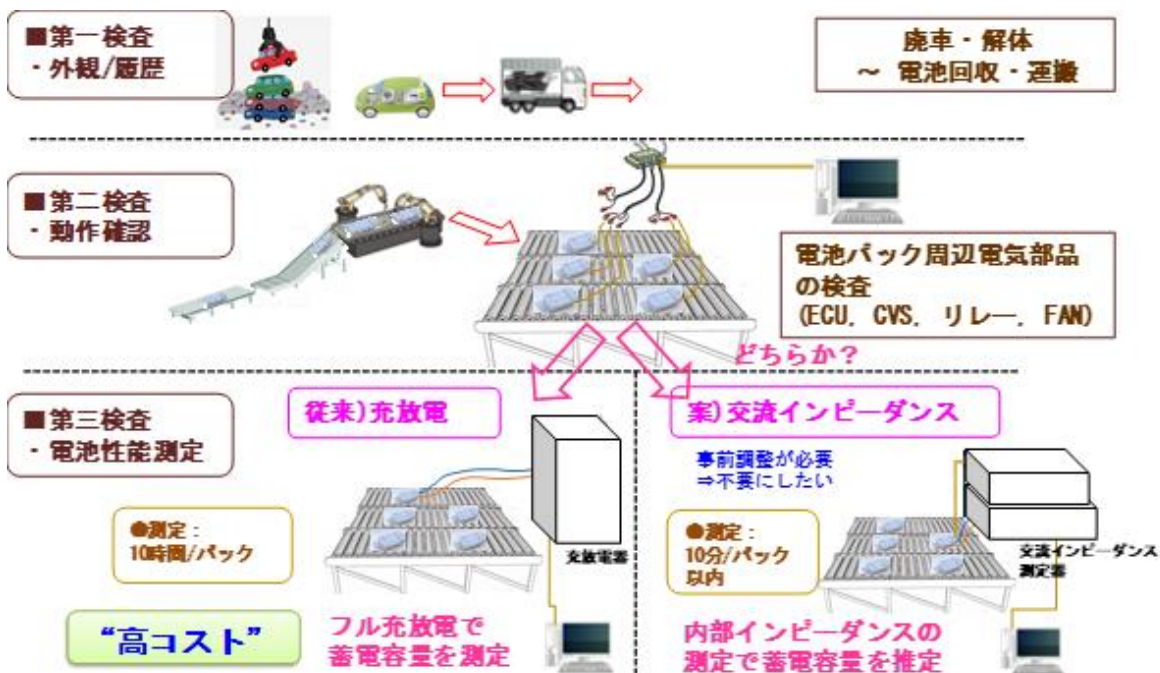 ■第一検査
・外観/履歴
廃車・解体
～ 電池回収・運搬
■第二検査
・動作確認
電池パック周辺電気部品
の検査
(ECU, CVS, リレー, FAN)
どちらか？
■第三検査
・電池性能測定
従来)充放電
案)交流インピーダンス
事前調整が必要
⇒不要にしたい
●測定：
10時間/パック
充放電器
●測定：
10分/パック
以内
交流インピーダンス
測定器
“高コスト”
フル充放電で
蓄電容量を測定
内部インピーダンスの
測定で蓄電容量を推定